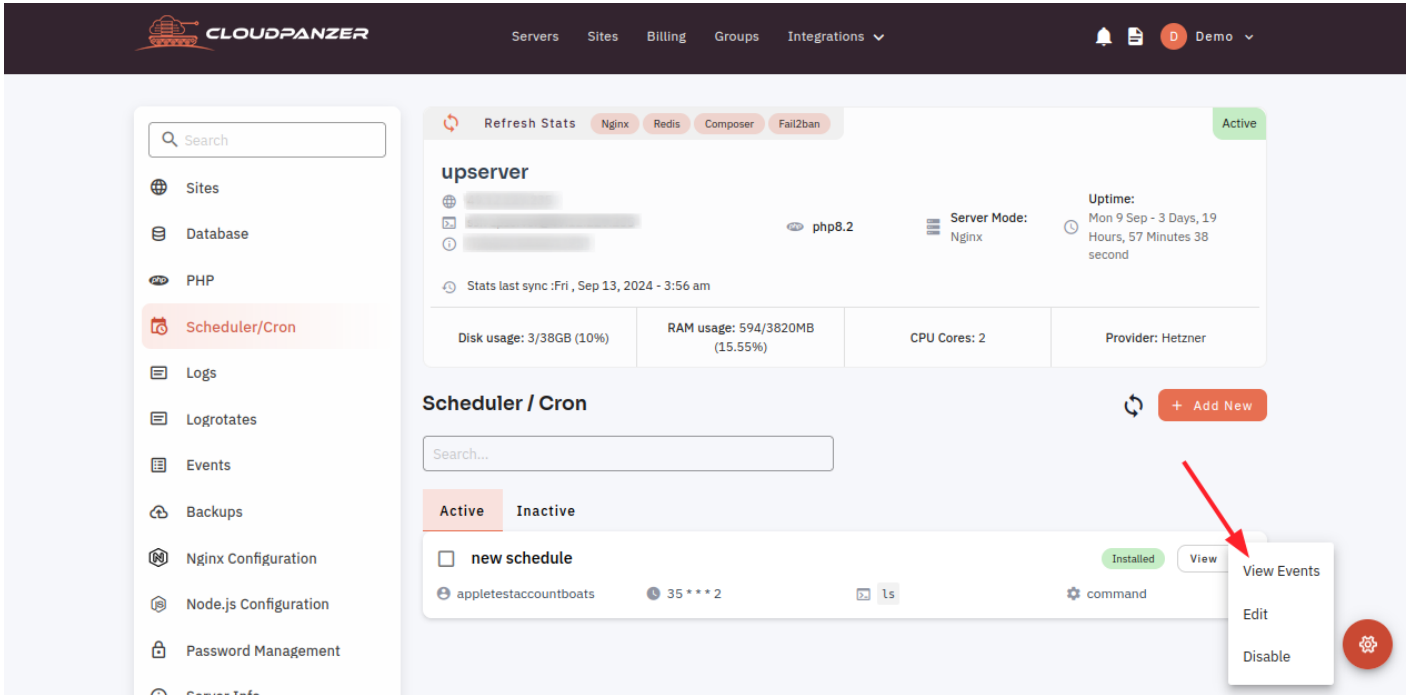 CLOUDPANZER
Servers Sites Billing Groups Integrations
D Demo
Search
Sites
Database
php PHP
Scheduler/Cron
Logs
Logrotates
Events
Backups
Nginx Configuration
Node.js Configuration
Password Management
Server Info
Refresh Stats Nginx Redis Composer Fail2ban
Active
upserver
php php8.2
Server Mode:
Nginx
Uptime:
Mon 9 Sep - 3 Days, 19
Hours, 57 Minutes 38
second
Stats last sync :Fri , Sep 13, 2024 - 3:56 am
Disk usage: 3/38GB (10%)
RAM usage: 594/3820MB
(15.55%)
CPU Cores: 2
Provider: Hetzner
Scheduler / Cron
+ Add New
Search...
Active Inactive
new schedule
Installed View
appletestaccountboats 35 * * * 2 ls command
View Events
Edit
Disable